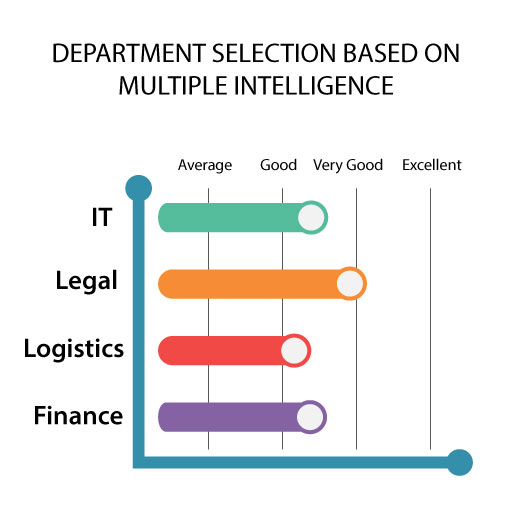 DEPARTMENT SELECTION BASED ON
MULTIPLE INTELLIGENCE
Average Good Very Good Excellent
IT
Legal
Logistics
Finance